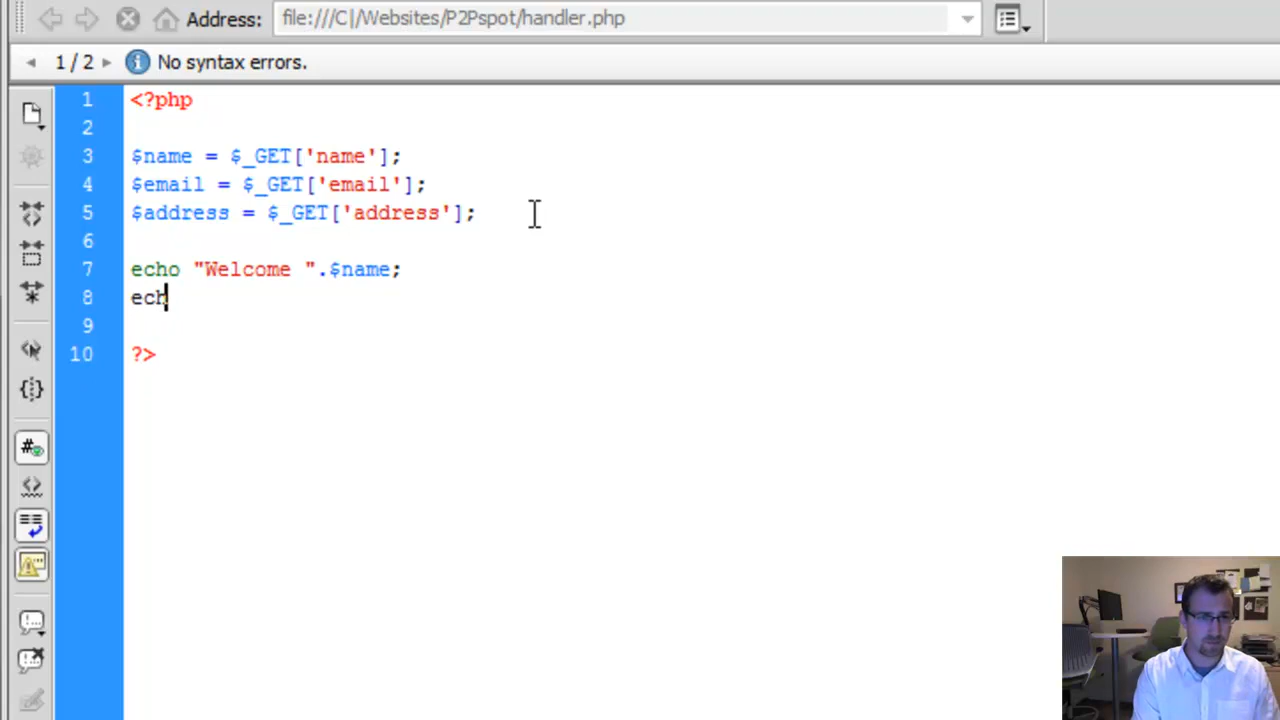 Address: file:///C|/Websites/P2Pspot/handler.php
1 / 2 No syntax errors.
1 <?php
2
3 $name = $_GET['name'];
4 $email = $_GET['email'];
5 $address = $_GET['address'];
6
7 echo "Welcome ".$name;
8 ech
9
10 ?>